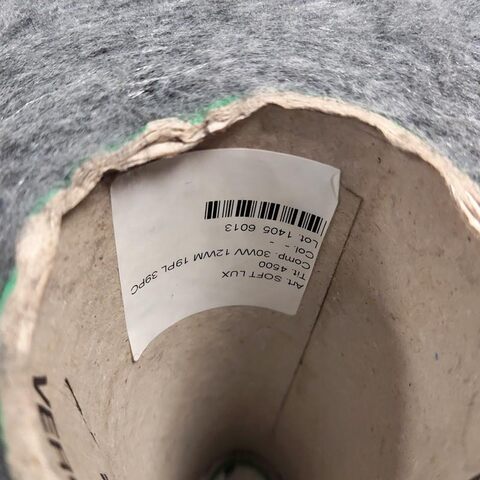 Art. SOFT LUX
Tit. 4500
Comp. 30WV 12WM 19PL 39PC
Col. -   -
Lot. 1405 6013